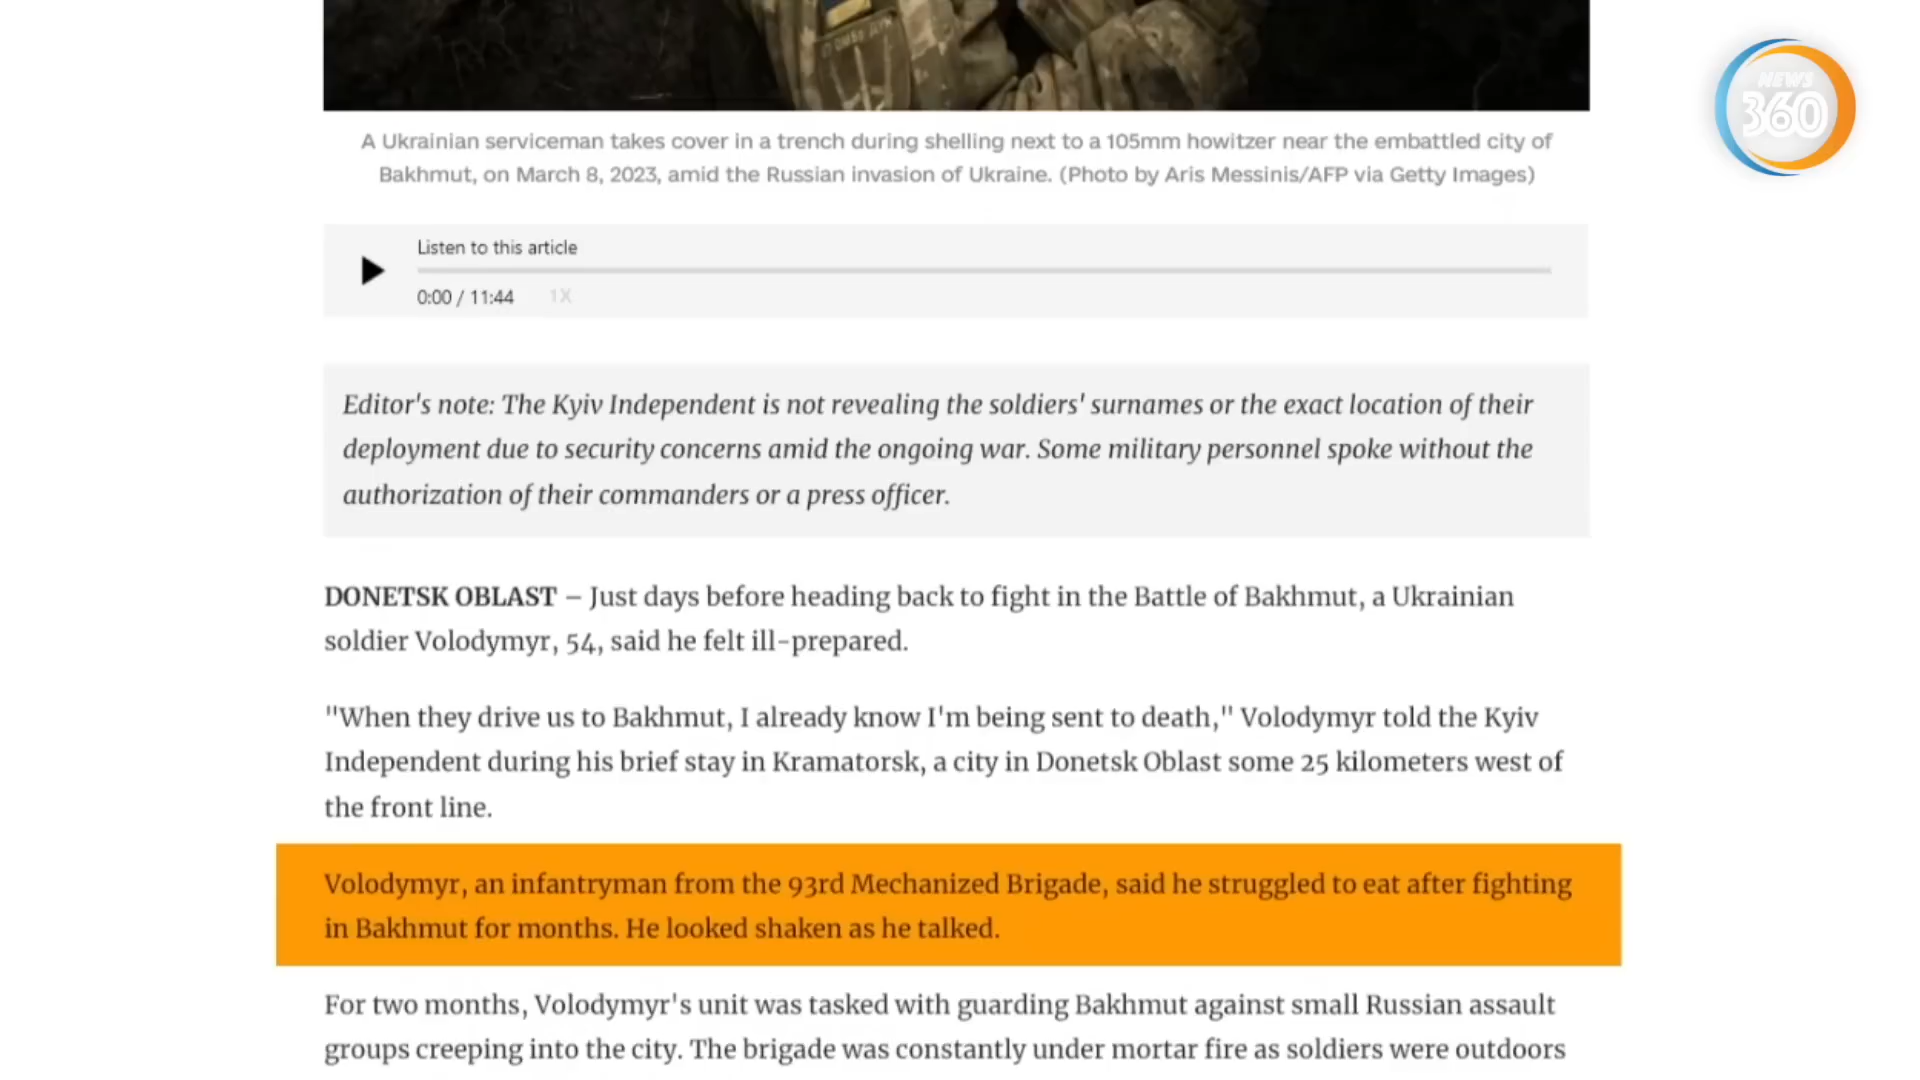 NEWS
360
A Ukrainian serviceman takes cover in a trench during shelling next to a 105mm howitzer near the embattled city of
Bakhmut, on March 8, 2023, amid the Russian invasion of Ukraine. (Photo by Aris Messinis/AFP via Getty Images)
Listen to this article
0:00 / 11:44 1X
Editor's note: The Kyiv Independent is not revealing the soldiers' surnames or the exact location of their
deployment due to security concerns amid the ongoing war. Some military personnel spoke without the
authorization of their commanders or a press officer.
DONETSK OBLAST – Just days before heading back to fight in the Battle of Bakhmut, a Ukrainian
soldier Volodymyr, 54, said he felt ill-prepared.
"When they drive us to Bakhmut, I already know I'm being sent to death," Volodymyr told the Kyiv
Independent during his brief stay in Kramatorsk, a city in Donetsk Oblast some 25 kilometers west of
the front line.
Volodymyr, an infantryman from the 93rd Mechanized Brigade, said he struggled to eat after fighting
in Bakhmut for months. He looked shaken as he talked.
For two months, Volodymyr's unit was tasked with guarding Bakhmut against small Russian assault
groups creeping into the city. The brigade was constantly under mortar fire as soldiers were outdoors